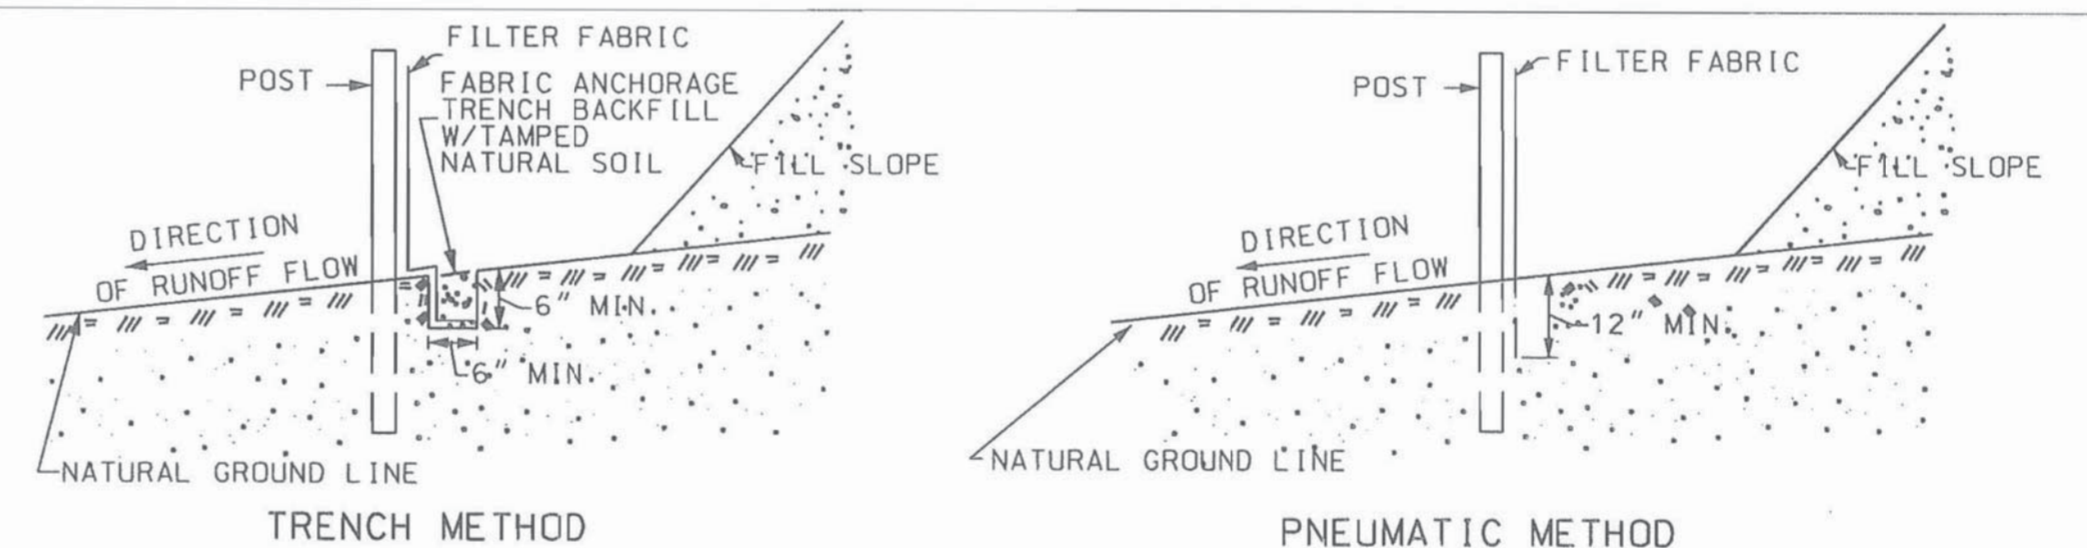 FILTER FABRIC
POST
FABRIC ANCHORAGE
TRENCH BACKFILL
W/TAMPED
NATURAL SOIL
FILL SLOPE
DIRECTION
OF RUNOFF FLOW
6" MIN.
6" MIN.
NATURAL GROUND LINE
TRENCH METHOD
FILTER FABRIC
POST
FILL SLOPE
DIRECTION
OF RUNOFF FLOW
12" MIN.
NATURAL GROUND LINE
PNEUMATIC METHOD